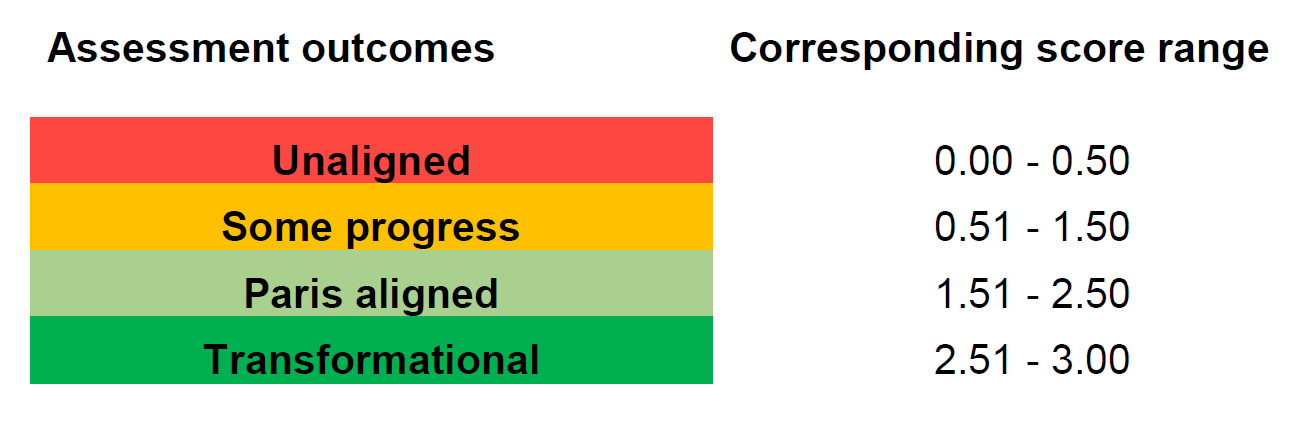 Assessment outcomes Corresponding score range
Unaligned 0.00 - 0.50
Some progress 0.51 - 1.50
Paris aligned 1.51 - 2.50
Transformational 2.51 - 3.00